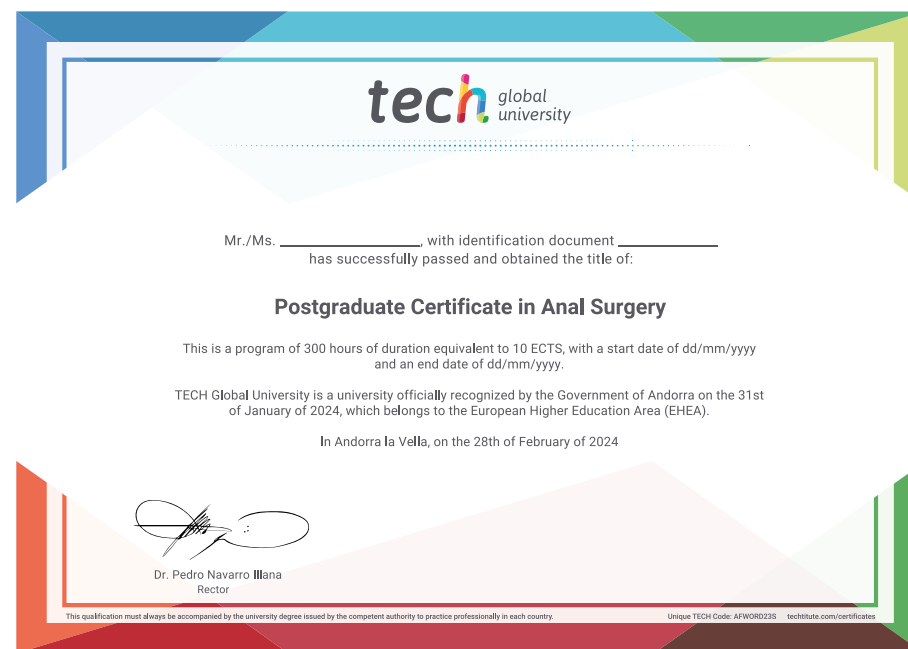 tech global university
Mr./Ms. ____________________, with identification document ______________
has successfully passed and obtained the title of:
Postgraduate Certificate in Anal Surgery
This is a program of 300 hours of duration equivalent to 10 ECTS, with a start date of dd/mm/yyyy
and an end date of dd/mm/yyyy.
TECH Global University is a university officially recognized by the Government of Andorra on the 31st
of January of 2024, which belongs to the European Higher Education Area (EHEA).
In Andorra la Vella, on the 28th of February of 2024
Dr. Pedro Navarro Illana
Rector
This qualification must always be accompanied by the university degree issued by the competent authority to practice professionally in each country.
Unique TECH Code: AFWORD23S techtitute.com/certificates